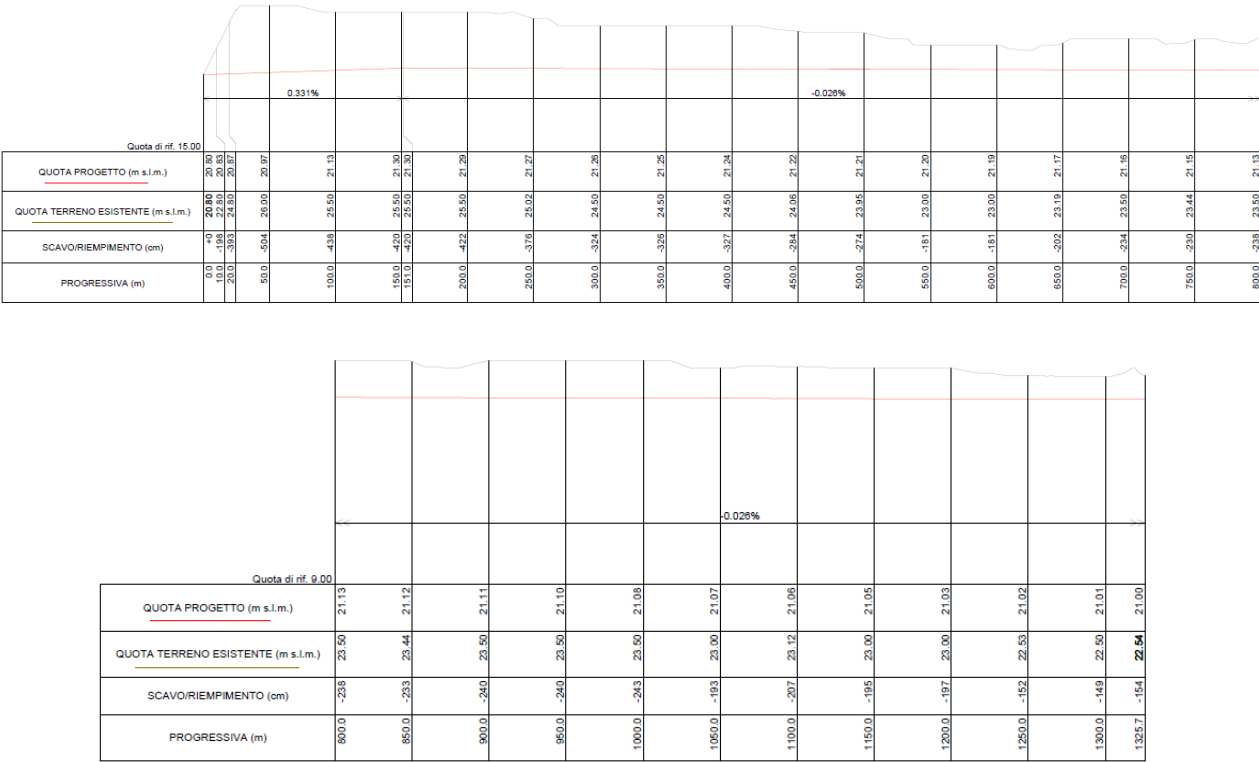 0.331% -0.026%
Quota di rif. 15.00
QUOTA PROGETTO (m s.l.m.) 20.80 20.83 20.87 20.97 21.13 21.30 21.30 21.29 21.27 21.26 21.25 21.24 21.22 21.21 21.20 21.19 21.17 21.16 21.15 21.13
QUOTA TERRENO ESISTENTE (m s.l.m.) 20.80 22.80 24.80 26.00 25.50 25.50 25.50 25.50 25.02 24.50 24.50 24.50 24.06 23.95 23.00 23.00 23.19 23.50 23.44 23.50
SCAVO/RIEMPIMENTO (cm) +0 -198 -393 -504 -438 -420 -420 -422 -376 -324 -326 -327 -284 -274 -181 -181 -202 -234 -230 -238
PROGRESSIVA (m) 0.0 10.0 20.0 50.0 100.0 150.0 151.0 200.0 250.0 300.0 350.0 400.0 450.0 500.0 550.0 600.0 650.0 700.0 750.0 800.0
-0.026%
Quota di rif. 9.00
QUOTA PROGETTO (m s.l.m.) 21.13 21.12 21.11 21.10 21.08 21.07 21.06 21.05 21.03 21.02 21.01 21.00
QUOTA TERRENO ESISTENTE (m s.l.m.) 23.50 23.44 23.50 23.50 23.50 23.00 23.12 23.00 23.00 22.53 22.50 22.54
SCAVO/RIEMPIMENTO (cm) -238 -233 -240 -240 -243 -193 -207 -195 -197 -152 -149 -154
PROGRESSIVA (m) 800.0 850.0 900.0 950.0 1000.0 1050.0 1100.0 1150.0 1200.0 1250.0 1300.0 1325.7